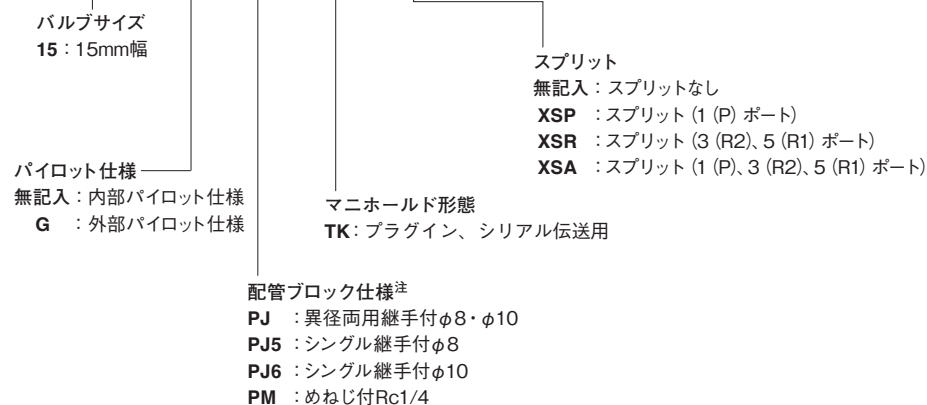 バルブサイズ
15：15mm幅
スプリット
無記入：スプリットなし
XSP ：スプリット（1（P）ポート）
XSR ：スプリット（3（R2）、5（R1）ポート）
XSA ：スプリット（1（P）、3（R2）、5（R1）ポート）
パイロット仕様
無記入：内部パイロット仕様
G ：外部パイロット仕様
マニホールド形態
TK：プラグイン、シリアル伝送用
配管ブロック仕様注
PJ ：異径両用継手付φ8・φ10
PJ5 ：シングル継手付φ8
PJ6 ：シングル継手付φ10
PM ：めねじ付Rc1/4